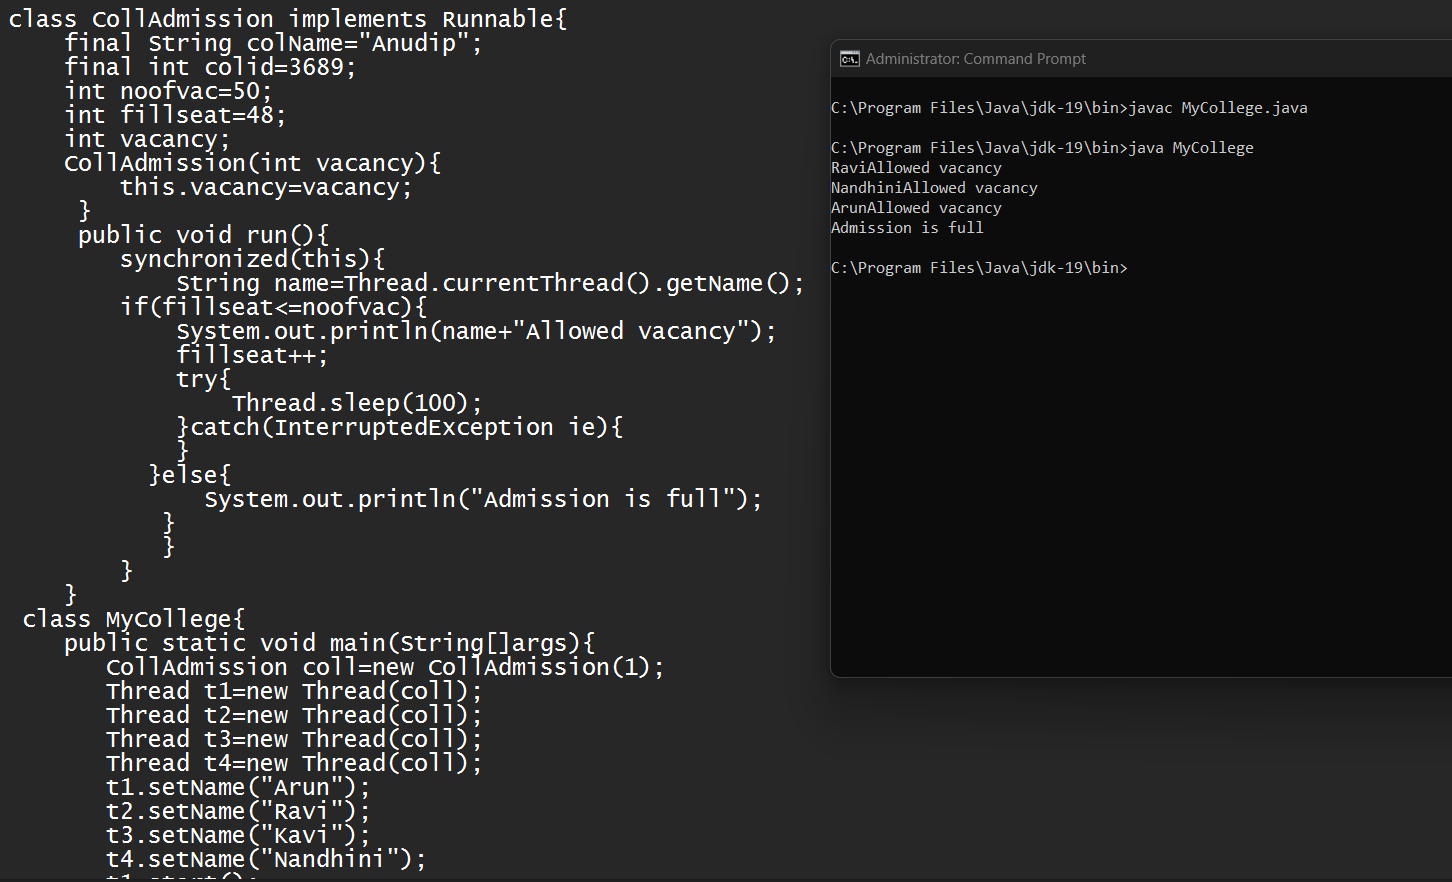 class CollAdmission implements Runnable{
final String colName="Anudip";
final int colid=3689;
int noofvac=50;
int fillseat=48;
int vacancy;
CollAdmission(int vacancy){
this.vacancy=vacancy;
}
public void run(){
synchronized(this){
String name=Thread.currentThread().getName();
if(fillseat<=noofvac){
System.out.println(name+"Allowed vacancy");
fillseat++;
try{
Thread.sleep(100);
}catch(InterruptedException ie){
}
}else{
System.out.println("Admission is full");
}
}
}
}
class MyCollege{
public static void main(String[]args){
CollAdmission coll=new CollAdmission(1);
Thread t1=new Thread(coll);
Thread t2=new Thread(coll);
Thread t3=new Thread(coll);
Thread t4=new Thread(coll);
t1.setName("Arun");
t2.setName("Ravi");
t3.setName("Kavi");
t4.setName("Nandhini");
t1.start();
Administrator: Command Prompt
C:\Program Files\Java\jdk-19\bin>javac MyCollege.java
C:\Program Files\Java\jdk-19\bin>java MyCollege
RaviAllowed vacancy
NandhiniAllowed vacancy
ArunAllowed vacancy
Admission is full
C:\Program Files\Java\jdk-19\bin>